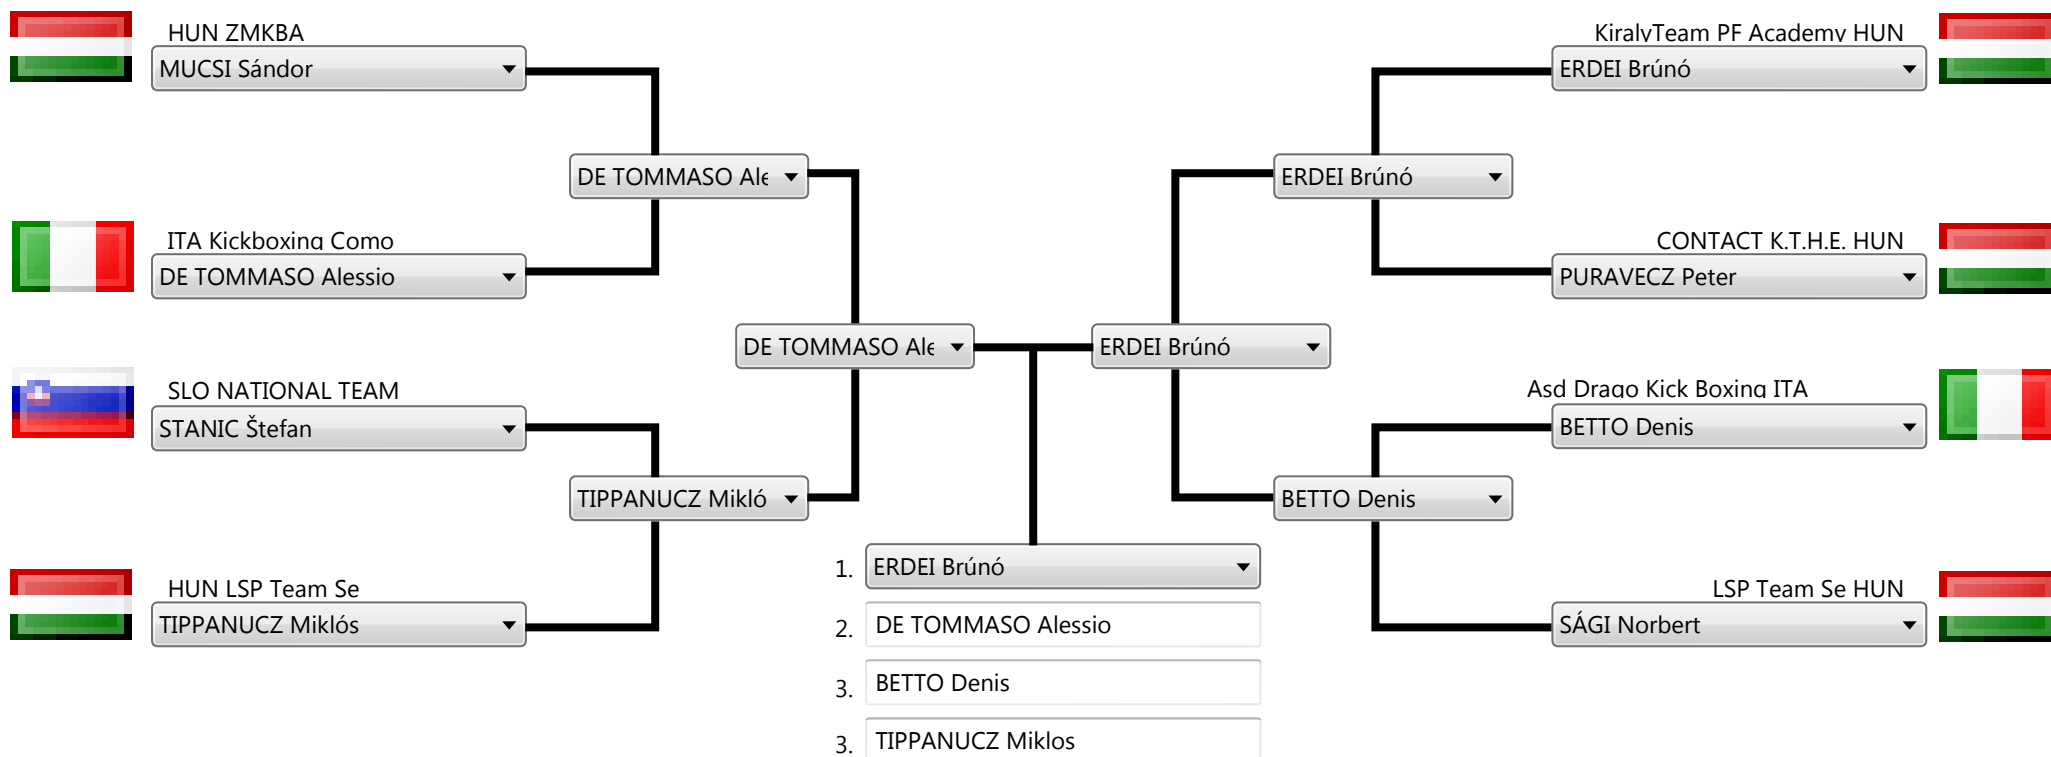 HUN ZMKBA
MUCSI Sándor
ITA Kickboxing Como
DE TOMMASO Alessio
SLO NATIONAL TEAM
STANIC Štefan
HUN LSP Team Se
TIPPANUCZ Miklós
DE TOMMASO Ale
TIPPANUCZ Mikló
DE TOMMASO Ale
ERDEI Brúnó
ERDEI Brúnó
BETTO Denis
KiralyTeam PF Academy HUN
ERDEI Brúnó
CONTACT K.T.H.E. HUN
PURAVECZ Peter
Asd Drago Kick Boxing ITA
BETTO Denis
LSP Team Se HUN
SÁGI Norbert
1. ERDEI Brúnó
2. DE TOMMASO Alessio
3. BETTO Denis
3. TIPPANUCZ Miklos